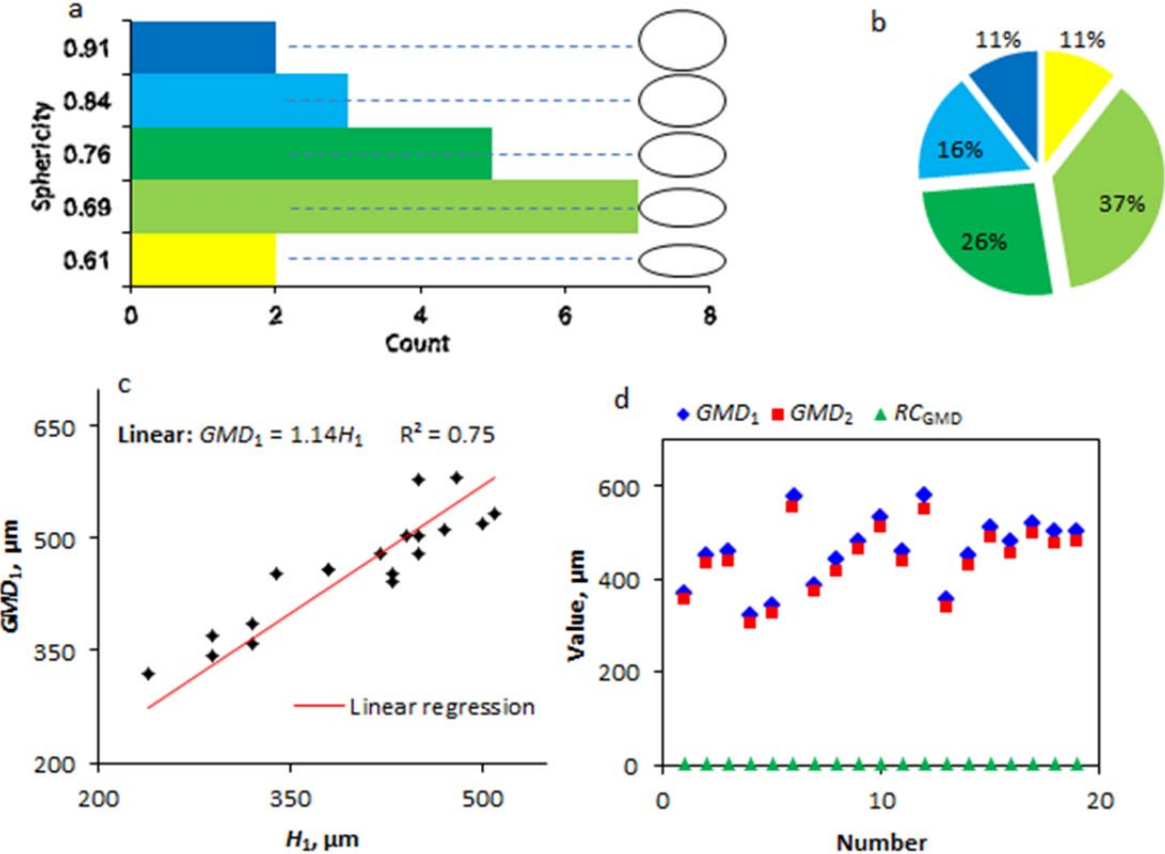 a
0.91
0.84
0.76
0.69
0.61
Sphericity
0 2 4 6 8
Count
b
11% 11%
16%
37%
26%
c
Linear: GMD₁ = 1.14H₁ R² = 0.75
650
500
350
200
GMD₁, µm
Linear regression
200 350 500
H₁, µm
d
GMD₁ GMD₂ RC_GMD
600
400
200
0
Value, µm
0 10 20
Number